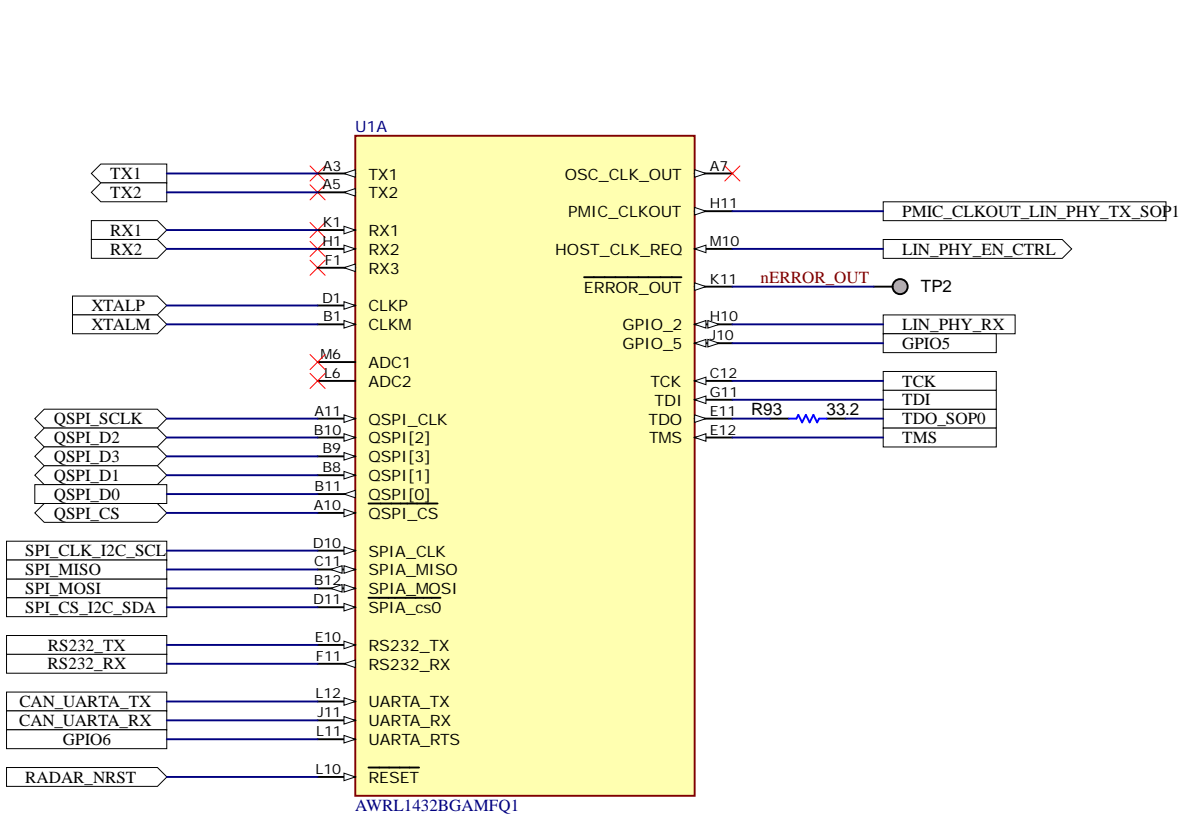 U1A
TX1 A3 TX1 OSC_CLK_OUT A7
TX2 A5 TX2
PMIC_CLKOUT H11 PMIC_CLKOUT_LIN_PHY_TX_SOP1
RX1 K1 RX1
RX2 H1 RX2 HOST_CLK_REQ M10 LIN_PHY_EN_CTRL
F1 RX3
ERROR_OUT K11 nERROR_OUT TP2
XTALP D1 CLKP
XTALM B1 CLKM GPIO_2 H10 LIN_PHY_RX
GPIO_5 J10 GPIO5
M6 ADC1
L6 ADC2 TCK C12 TCK
TDI G11 TDI
QSPI_SCLK A11 QSPI_CLK TDO E11 R93 33.2 TDO_SOP0
QSPI_D2 B10 QSPI[2] TMS E12 TMS
QSPI_D3 B9 QSPI[3]
QSPI_D1 B8 QSPI[1]
QSPI_D0 B11 QSPI[0]
QSPI_CS A10 QSPI_CS
SPI_CLK_I2C_SCL D10 SPIA_CLK
SPI_MISO C11 SPIA_MISO
SPI_MOSI B12 SPIA_MOSI
SPI_CS_I2C_SDA D11 SPIA_cs0
RS232_TX E10 RS232_TX
RS232_RX F11 RS232_RX
CAN_UARTA_TX L12 UARTA_TX
CAN_UARTA_RX J11 UARTA_RX
GPIO6 L11 UARTA_RTS
RADAR_NRST L10 RESET
AWRL1432BGAMFQ1